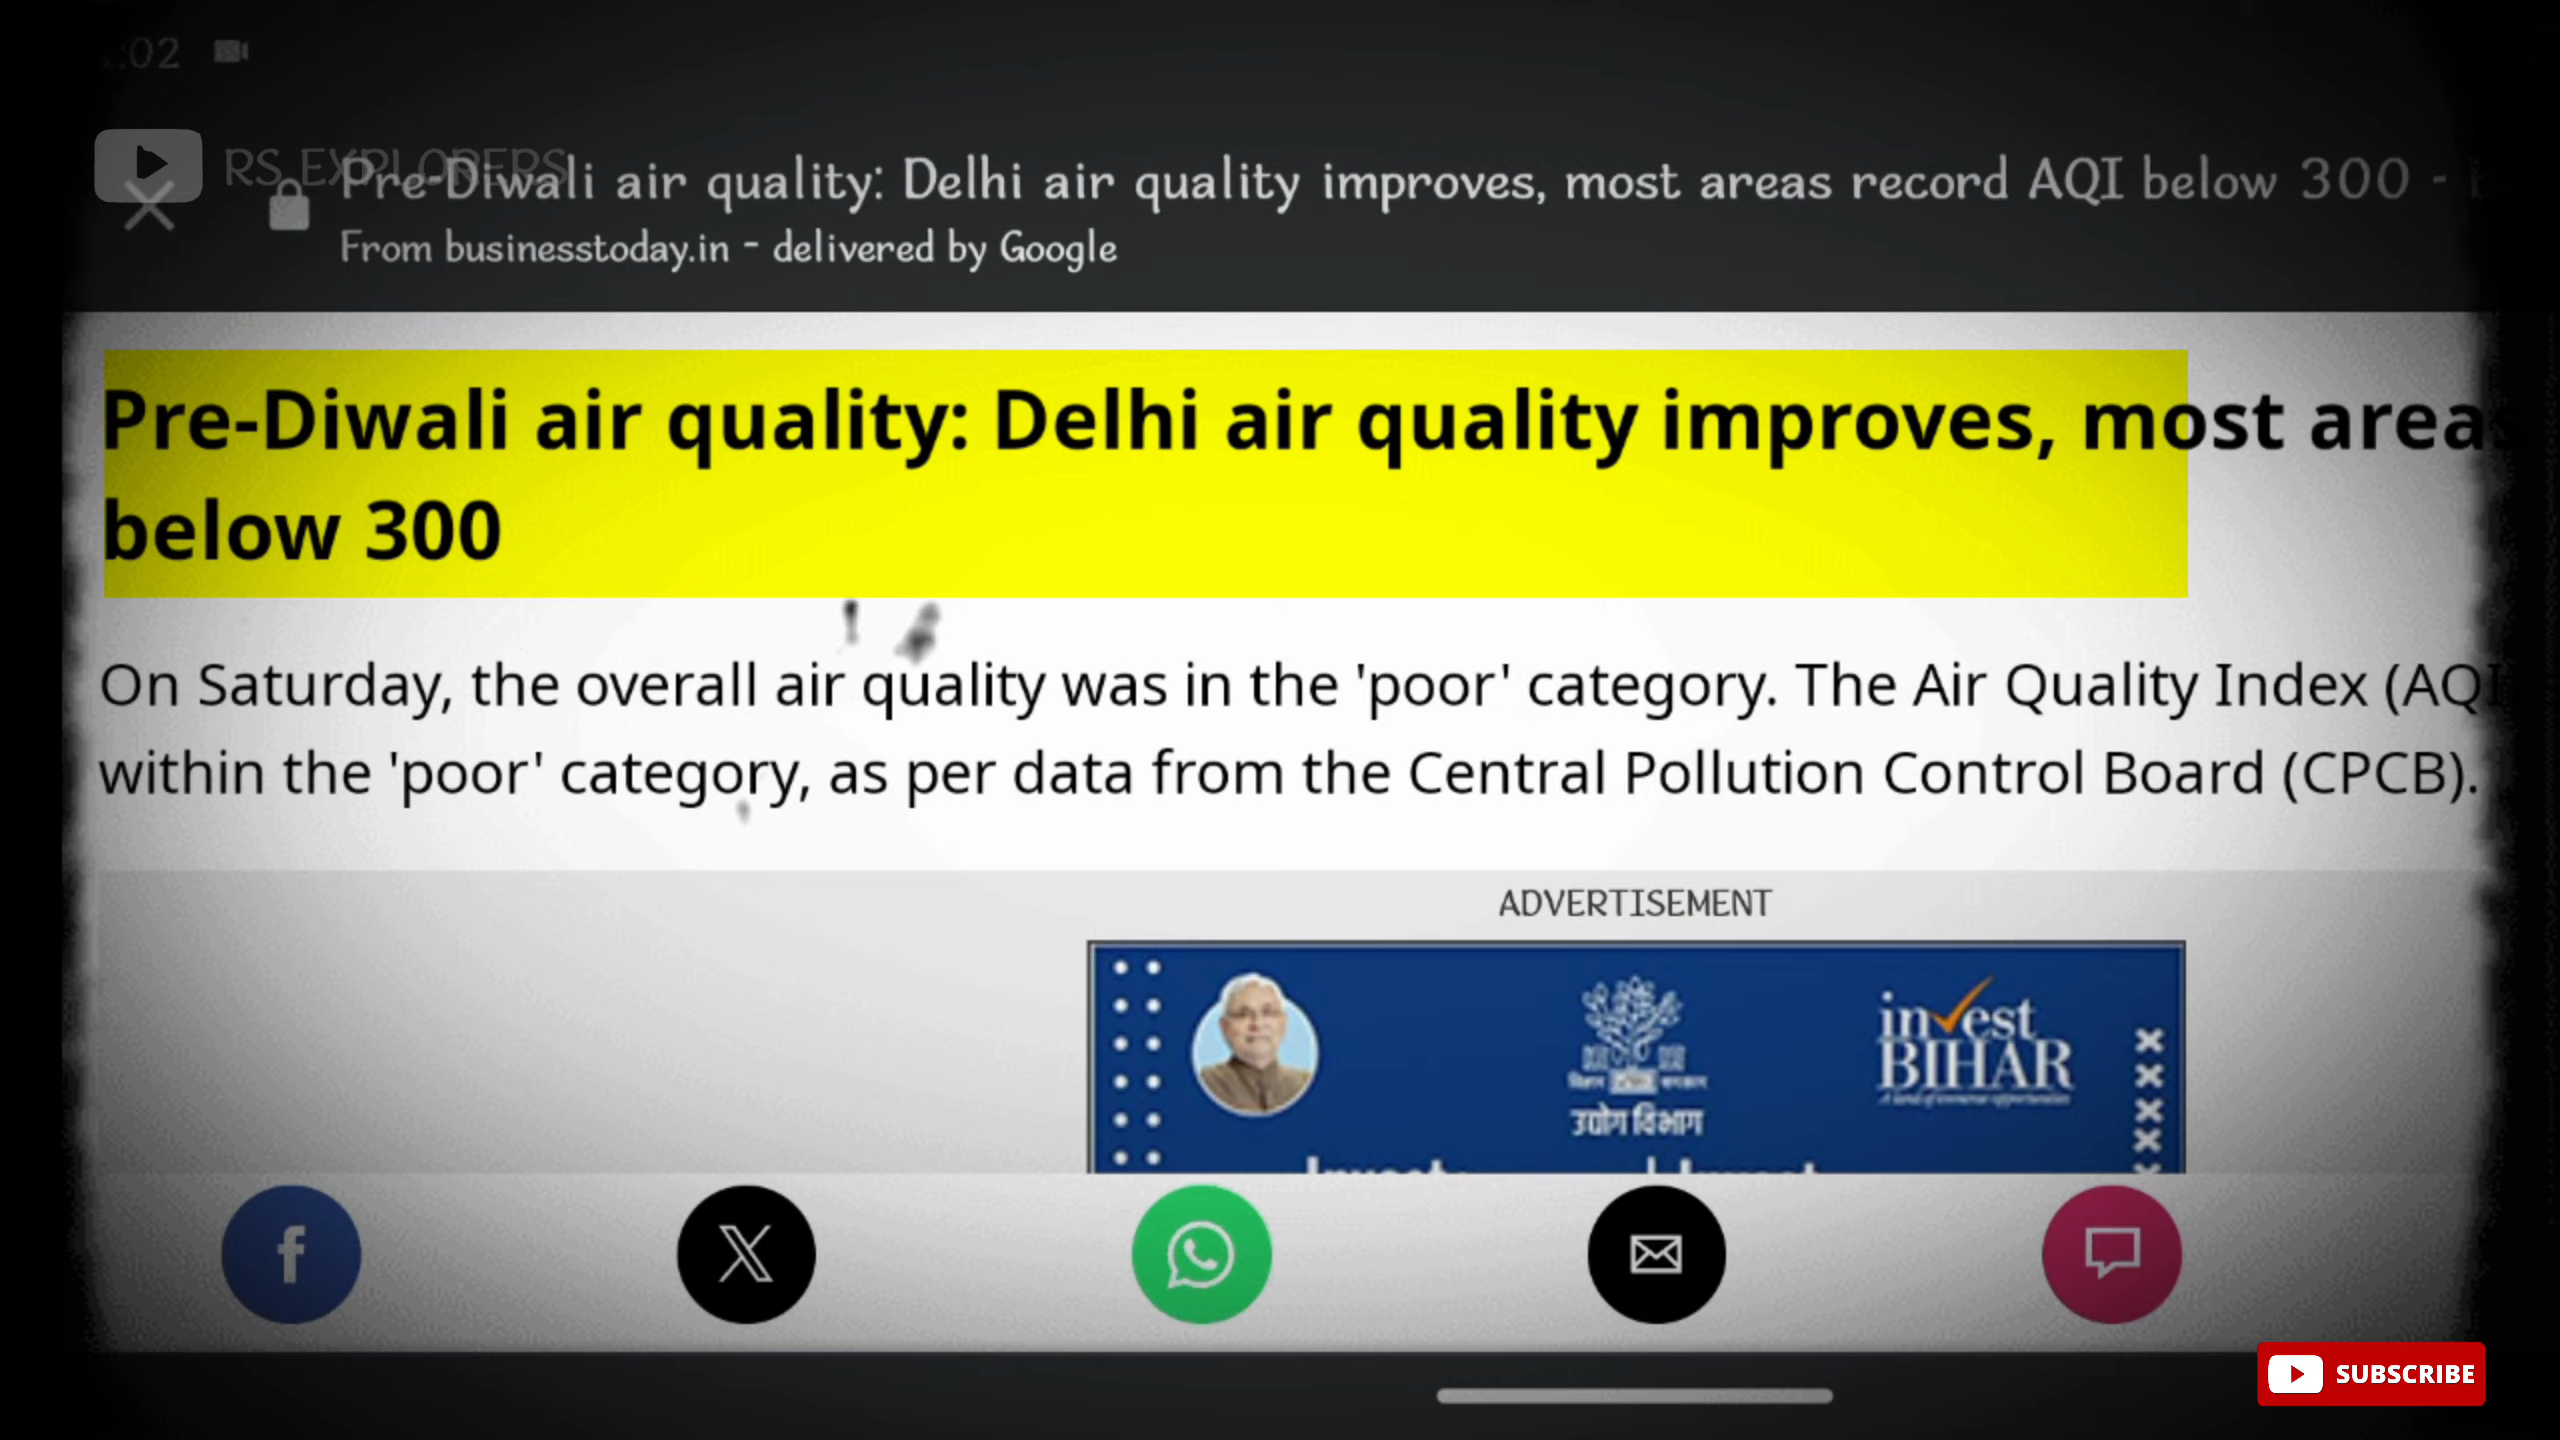 :02
RS EXPLORERS
Pre-Diwali air quality: Delhi air quality improves, most areas record AQI below 300 -
From businesstoday.in - delivered by Google
Pre-Diwali air quality: Delhi air quality improves, most areas
below 300
On Saturday, the overall air quality was in the 'poor' category. The Air Quality Index (AQI
within the 'poor' category, as per data from the Central Pollution Control Board (CPCB).
ADVERTISEMENT
invest
BIHAR
उद्योग विभाग
SUBSCRIBE